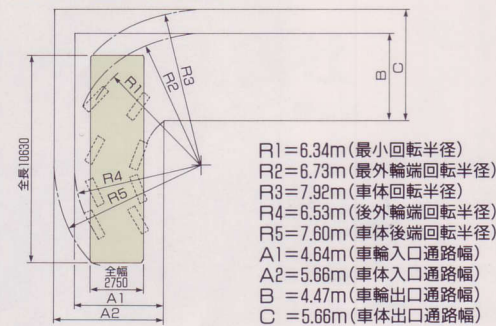 R1
R2
R3
B
C
全長10630
R4
R5
全幅
2750
A1
A2
R1=6.34m(最小回転半径)
R2=6.73m(最外輪端回転半径)
R3=7.92m(車体回転半径)
R4=6.53m(後外輪端回転半径)
R5=7.60m(車体後端回転半径)
A1=4.64m(車輪入口通路幅)
A2=5.66m(車体入口通路幅)
B =4.47m(車輪出口通路幅)
C =5.66m(車体出口通路幅)